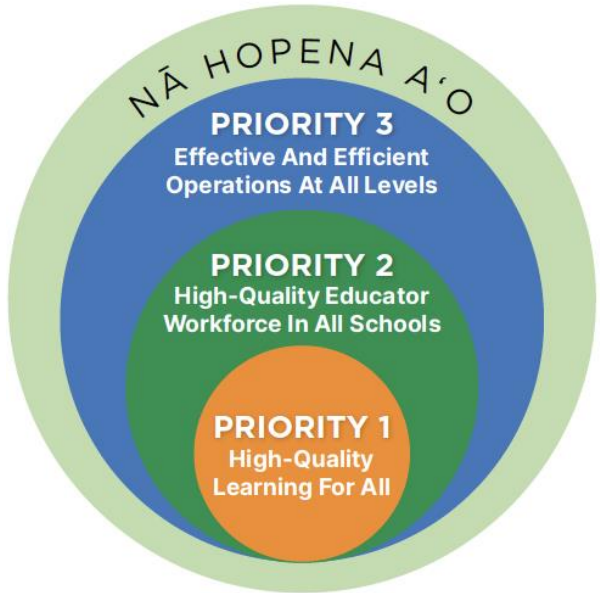 NĀ HOPENA A‘O
PRIORITY 3
Effective And Efficient
Operations At All Levels
PRIORITY 2
High-Quality Educator
Workforce In All Schools
PRIORITY 1
High-Quality
Learning For All